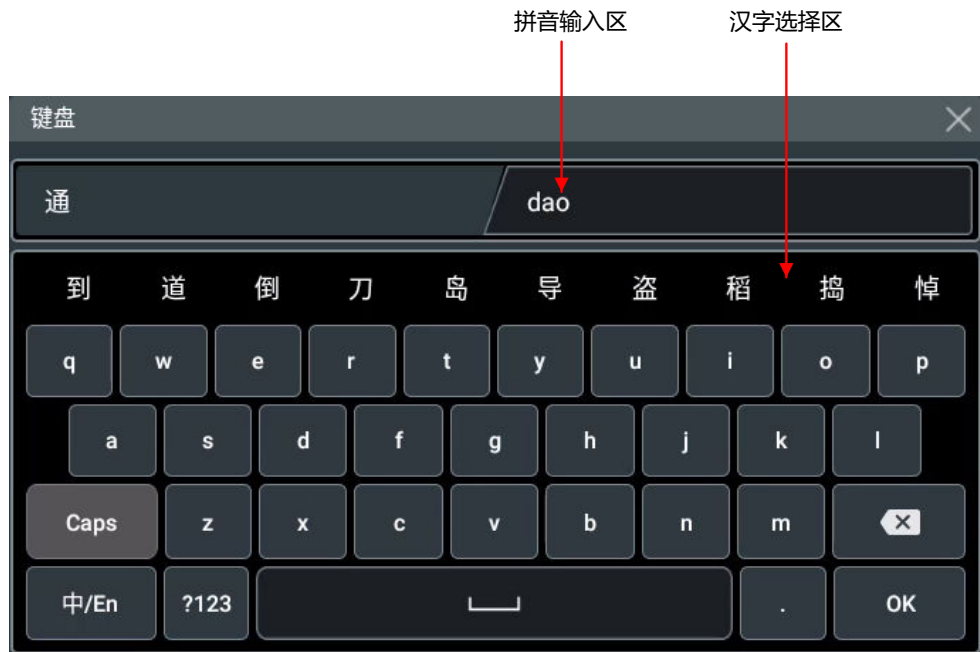 拼音输入区 汉字选择区
键盘
通 dao
到 道 倒 刀 岛 导 盗 稻 捣 悼
q w e r t y u i o p
a s d f g h j k l
Caps z x c v b n m
中/En ?123 . OK